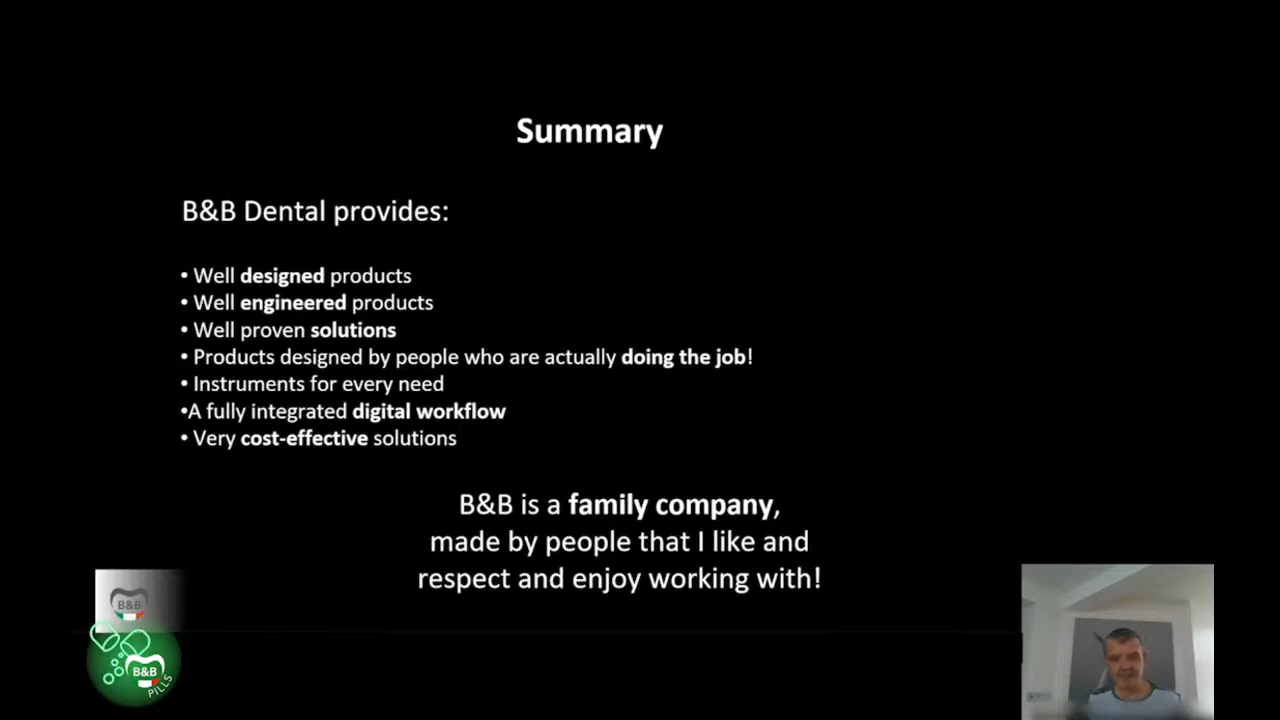 Summary
B&B Dental provides:
• Well designed products
• Well engineered products
• Well proven solutions
• Products designed by people who are actually doing the job!
• Instruments for every need
•A fully integrated digital workflow
• Very cost-effective solutions
B&B is a family company,
made by people that I like and
respect and enjoy working with!
B&B
B&B
PILLS